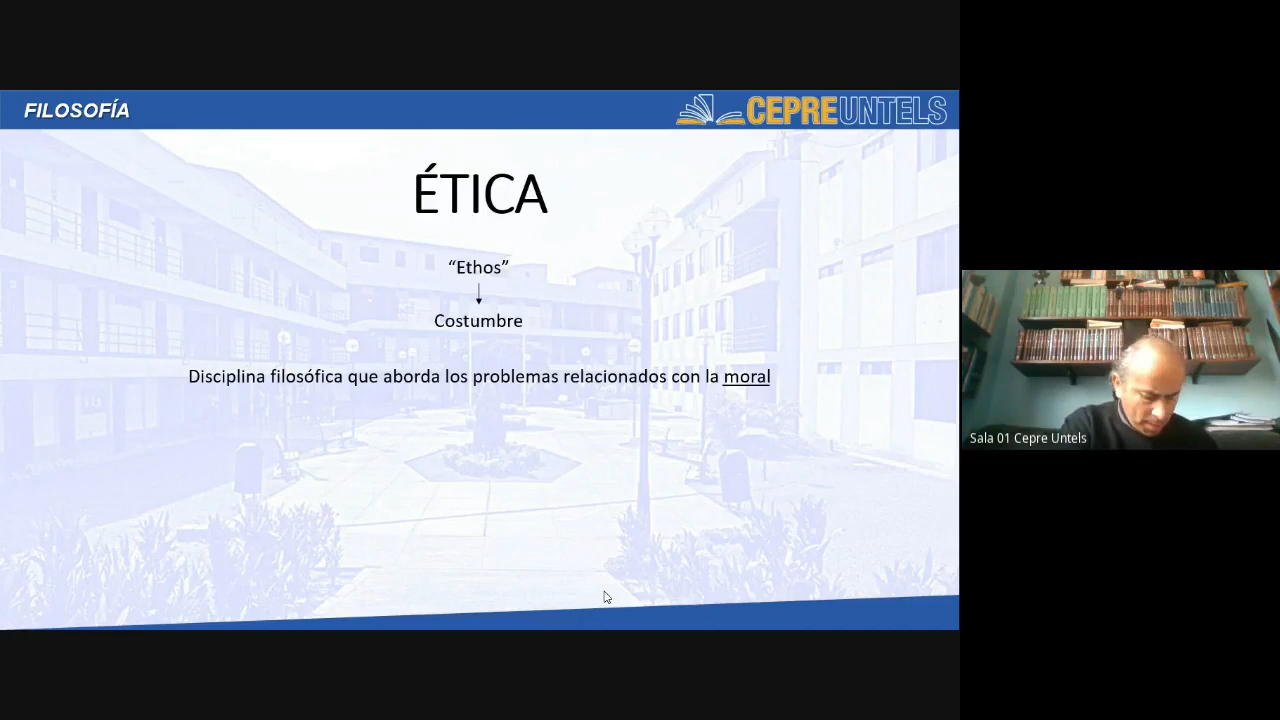 FILOSOFÍA
CEPREUNTELS
ÉTICA
“Ethos”
Costumbre
Disciplina filosófica que aborda los problemas relacionados con la moral
Sala 01 Cepre Untels